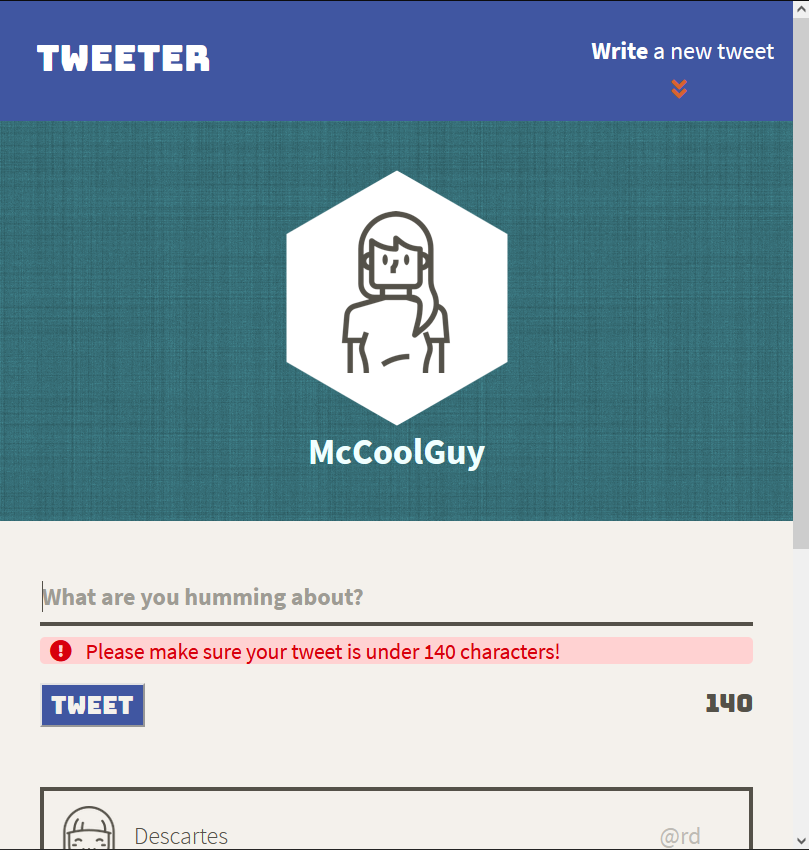 TWEETER
Write a new tweet
McCoolGuy
What are you humming about?
Please make sure your tweet is under 140 characters!
TWEET
140
Descartes
@rd